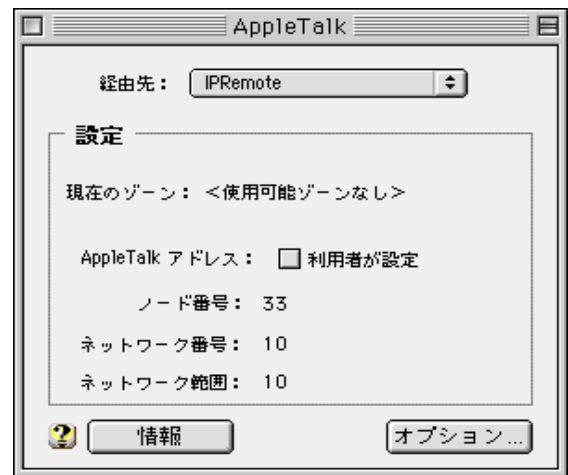 AppleTalk
経由先： IPRemote
設定
現在のゾーン： ＜使用可能ゾーンなし＞
AppleTalk アドレス： 利用者が設定
ノード番号： 33
ネットワーク番号： 10
ネットワーク範囲： 10
情報 オプション...